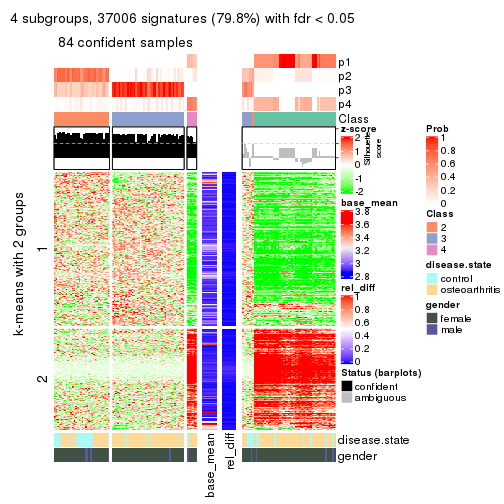 4 subgroups, 37006 signatures (79.8%) with fdr < 0.05
84 confident samples
p1
p2
p3
p4
Class
z-score
2
1
0
-1
-2
Silhouette
score
base_mean
3.8
3.6
3.4
3.2
3
2.8
rel_diff
1
0.8
0.6
0.4
0.2
0
Status (barplots)
confident
ambiguous
Prob
1
0.8
0.6
0.4
0.2
0
Class
2
3
4
disease.state
control
osteoarthritis
gender
female
male
k-means with 2 groups
1
2
base_mean
rel_diff
disease.state
gender